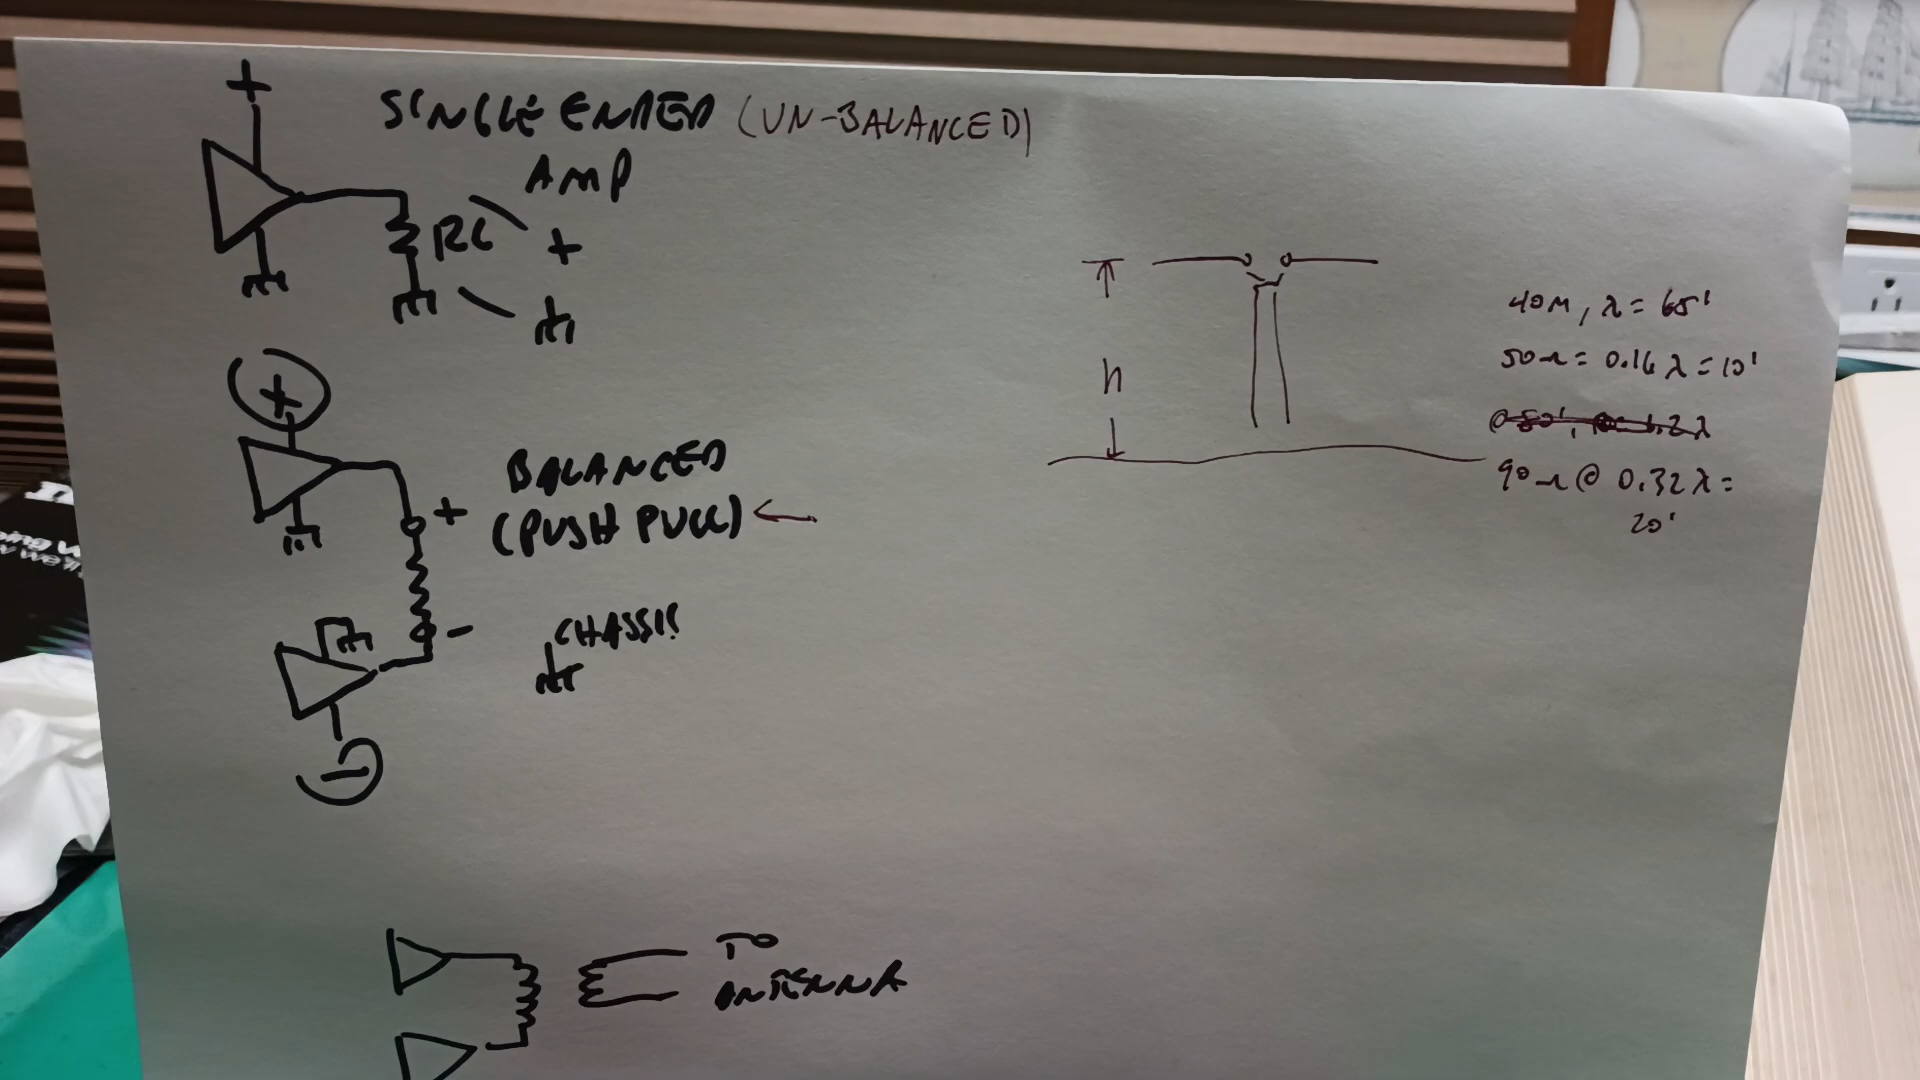 +
SINGLE ENDED (UN-BALANCED)
AMP
RL
+
+
BALANCED
+
(PUSH PULL)
-
CHASSIS
-
TO
ANTENNA
h
40M, λ = 65'
50Ω = 0.16 λ = 10'
90Ω @ 0.32 λ =
20'